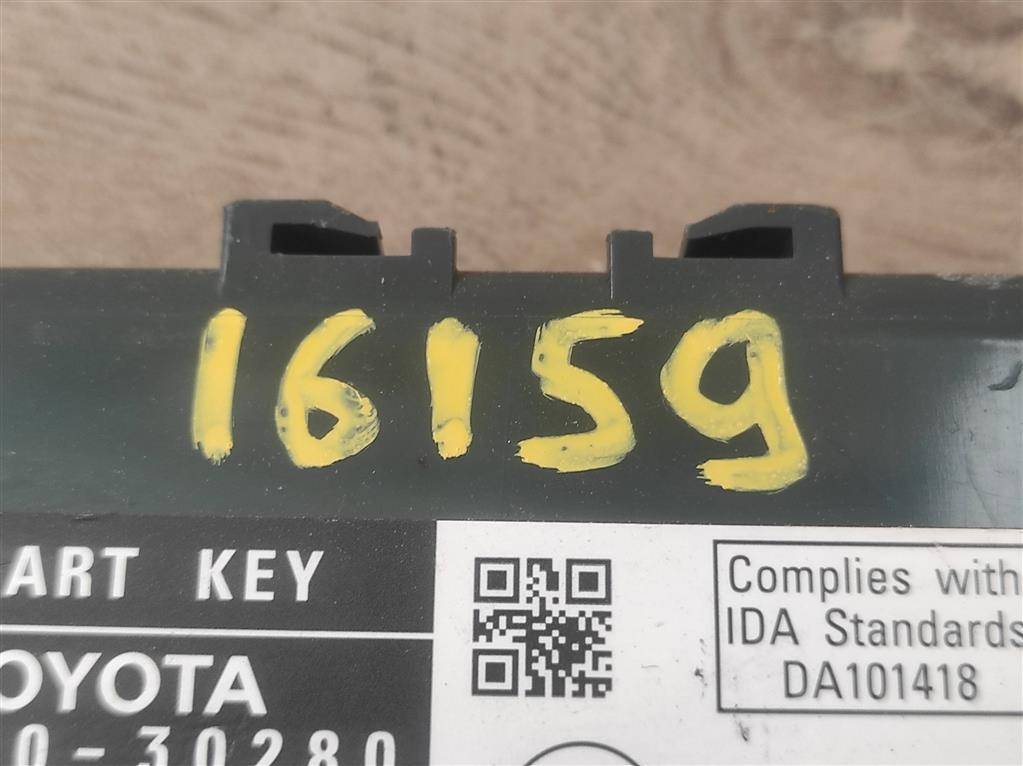 16159
ART KEY
OYOTA
0-30280
Complies with
IDA Standards
DA101418